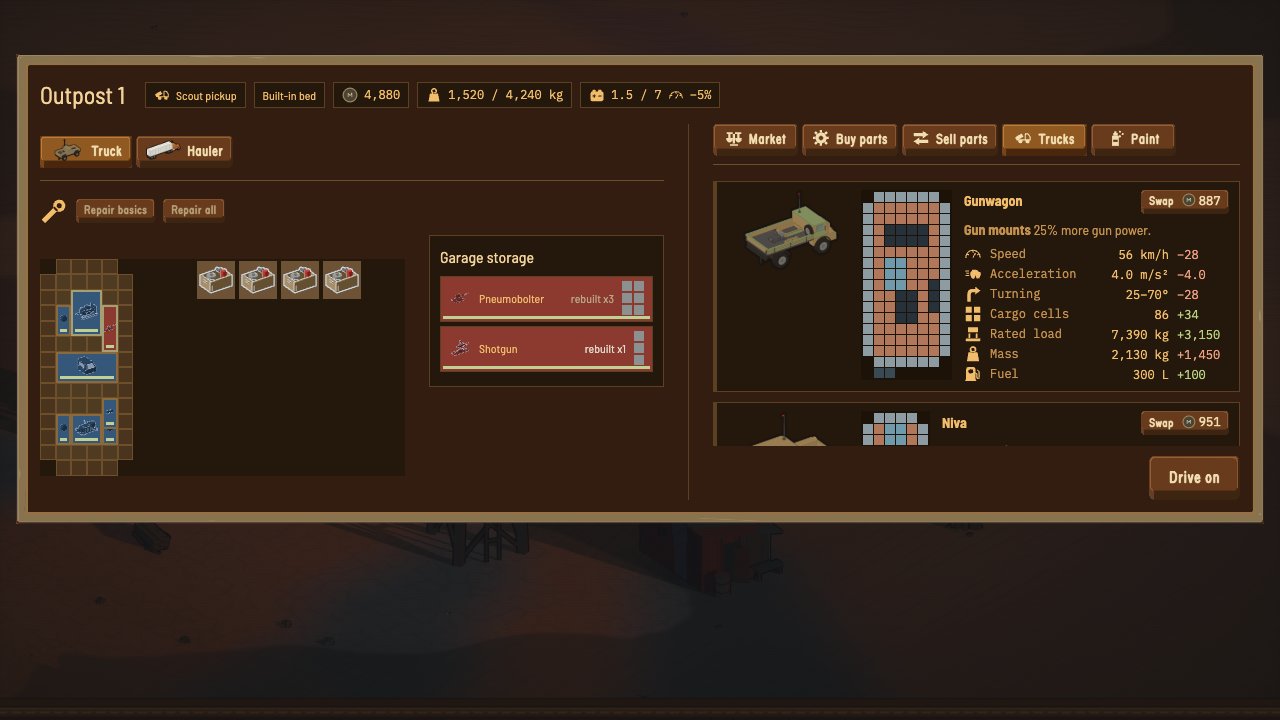 Outpost 1
Scout pickup
Built-in bed
4,880
1,520 / 4,240 kg
1.5 / 7 -5%
Truck
Hauler
Market
Buy parts
Sell parts
Trucks
Paint
Repair basics
Repair all
Garage storage
Pneumobolter rebuilt x3
Shotgun rebuilt x1
Gunwagon
Swap 887
Gun mounts 25% more gun power.
Speed 56 km/h -28
Acceleration 4.0 m/s² -4.0
Turning 25-70° -28
Cargo cells 86 +34
Rated load 7,390 kg +3,150
Mass 2,130 kg +1,450
Fuel 300 L +100
Niva
Swap 951
Drive on